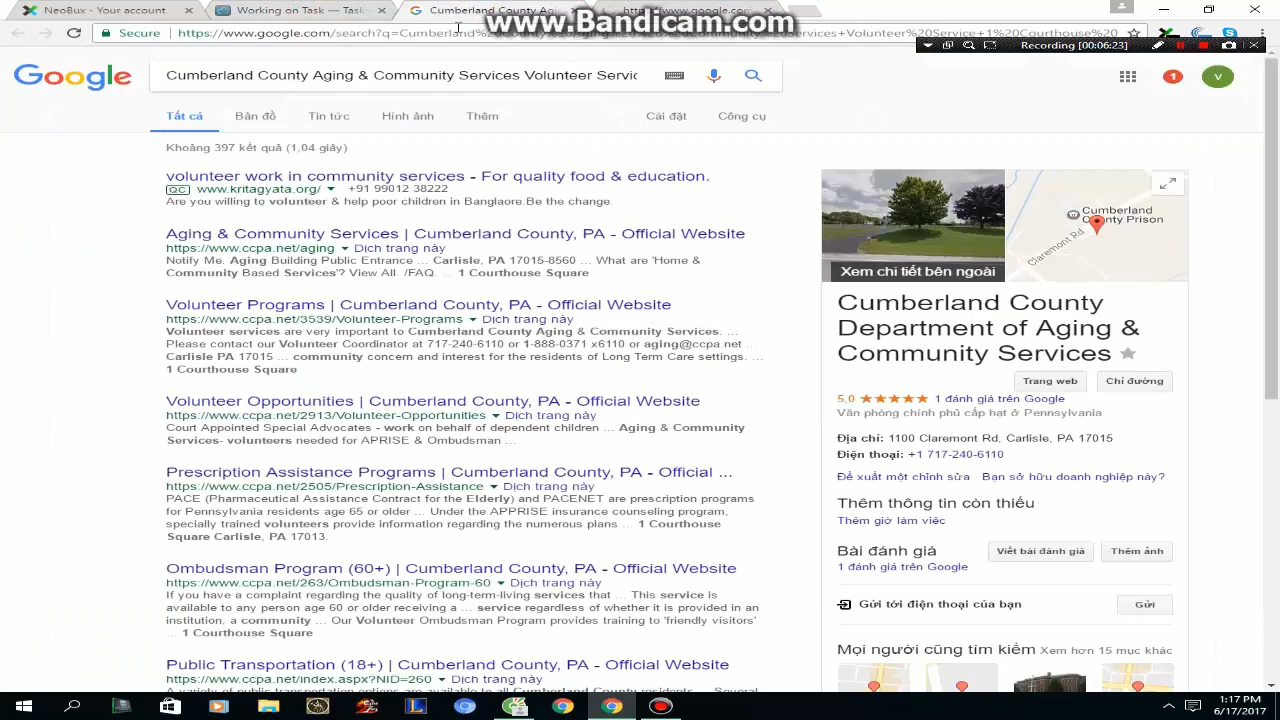 NeoBux - Your account
Working on Task —
Cumberland County Ag
https://www.google.com
www.Bandicam.com
Secure
https://www.google.com/search?q=Cumberland
Services+Volunteer%20Service+1%20Courthouse%20
Recording [00:06:23]
Google
Cumberland County Aging & Community Services Volunteer Servic
1
v
Tất cả
Bản đồ
Tin tức
Hình ảnh
Thêm
Cài đặt
Công cụ
Khoảng 397 kết quả (1,04 giây)
volunteer work in community services - For quality food & education.
QC www.kritagyata.org/ +91 99012 38222
Are you willing to volunteer & help poor children in Banglaore.Be the change.
Aging & Community Services | Cumberland County, PA - Official Website
https://www.ccpa.net/aging Dịch trang này
Notify Me. Aging Building Public Entrance ... Carlisle, PA 17015-8560 ... What are 'Home &
Community Based Services'? View All. /FAQ. ... 1 Courthouse Square
Volunteer Programs | Cumberland County, PA - Official Website
https://www.ccpa.net/3539/Volunteer-Programs Dịch trang này
Volunteer services are very important to Cumberland County Aging & Community Services. ...
Please contact our Volunteer Coordinator at 717-240-6110 or 1-888-0371 x6110 or aging@ccpa.net ...
Carlisle PA 17015 ... community concern and interest for the residents of Long Term Care settings. ...
1 Courthouse Square
Volunteer Opportunities | Cumberland County, PA - Official Website
https://www.ccpa.net/2913/Volunteer-Opportunities Dịch trang này
Court Appointed Special Advocates - work on behalf of dependent children ... Aging & Community
Services- volunteers needed for APRISE & Ombudsman ...
Prescription Assistance Programs | Cumberland County, PA - Official ...
https://www.ccpa.net/2505/Prescription-Assistance Dịch trang này
PACE (Pharmaceutical Assistance Contract for the Elderly) and PACENET are prescription programs
for Pennsylvania residents age 65 or older ... Under the APPRISE insurance counseling program,
specially trained volunteers provide information regarding the numerous plans ... 1 Courthouse
Square Carlisle, PA 17013.
Ombudsman Program (60+) | Cumberland County, PA - Official Website
https://www.ccpa.net/263/Ombudsman-Program-60 Dịch trang này
If you have a complaint regarding the quality of long-term-living services that ... This service is
available to any person age 60 or older receiving a ... service regardless of whether it is provided in an
institution, a community ... Our Volunteer Ombudsman Program provides training to 'friendly visitors'
... 1 Courthouse Square
Public Transportation (18+) | Cumberland County, PA - Official Website
https://www.ccpa.net/index.aspx?NID=260 Dịch trang này
A variety of public transportation options are available to all Cumberland County residents ... Several
Xem chi tiết bên ngoài
Cumberland
County Prison
Claremont Rd
Cumberland County
Department of Aging &
Community Services
Trang web
Chỉ đường
5,0 1 đánh giá trên Google
Văn phòng chính phủ cấp hạt ở Pennsylvania
Địa chỉ: 1100 Claremont Rd, Carlisle, PA 17015
Điện thoại: +1 717-240-6110
Đề xuất một chỉnh sửa Bạn sở hữu doanh nghiệp này?
Thêm thông tin còn thiếu
Thêm giờ làm việc
Bài đánh giá
Viết bài đánh giá
Thêm ảnh
1 đánh giá trên Google
Gửi tới điện thoại của bạn
Gửi
Mọi người cũng tìm kiếm
Xem hơn 15 mục khác
1:17 PM
6/17/2017